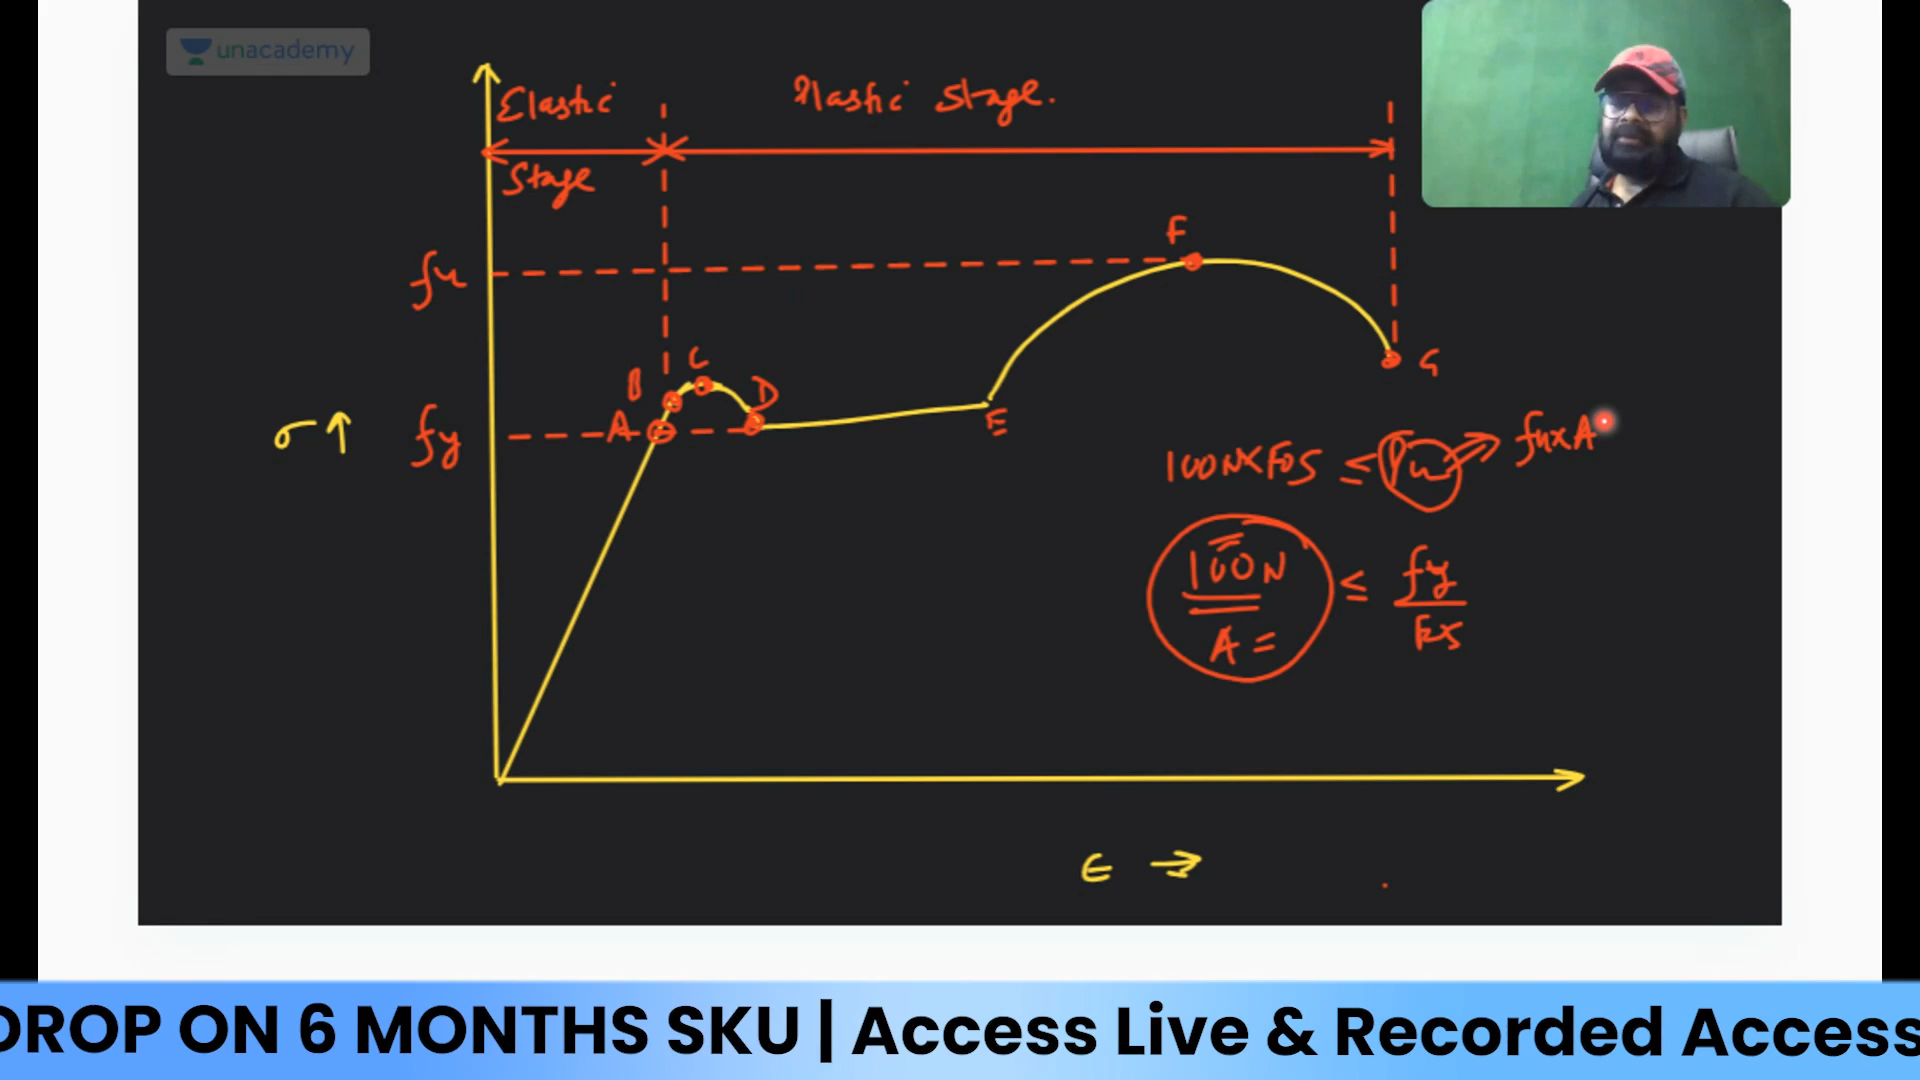 unacademy
Elastic
Stage
Plastic Stage.
fu
F
B
C
D
A
E
G
σ↑
fy
100N×FOS ≤ Pu ⇒ fu×A
100N
A =
≤
fy
FOS
ϵ →
DROP ON 6 MONTHS SKU | Access Live & Recorded Access